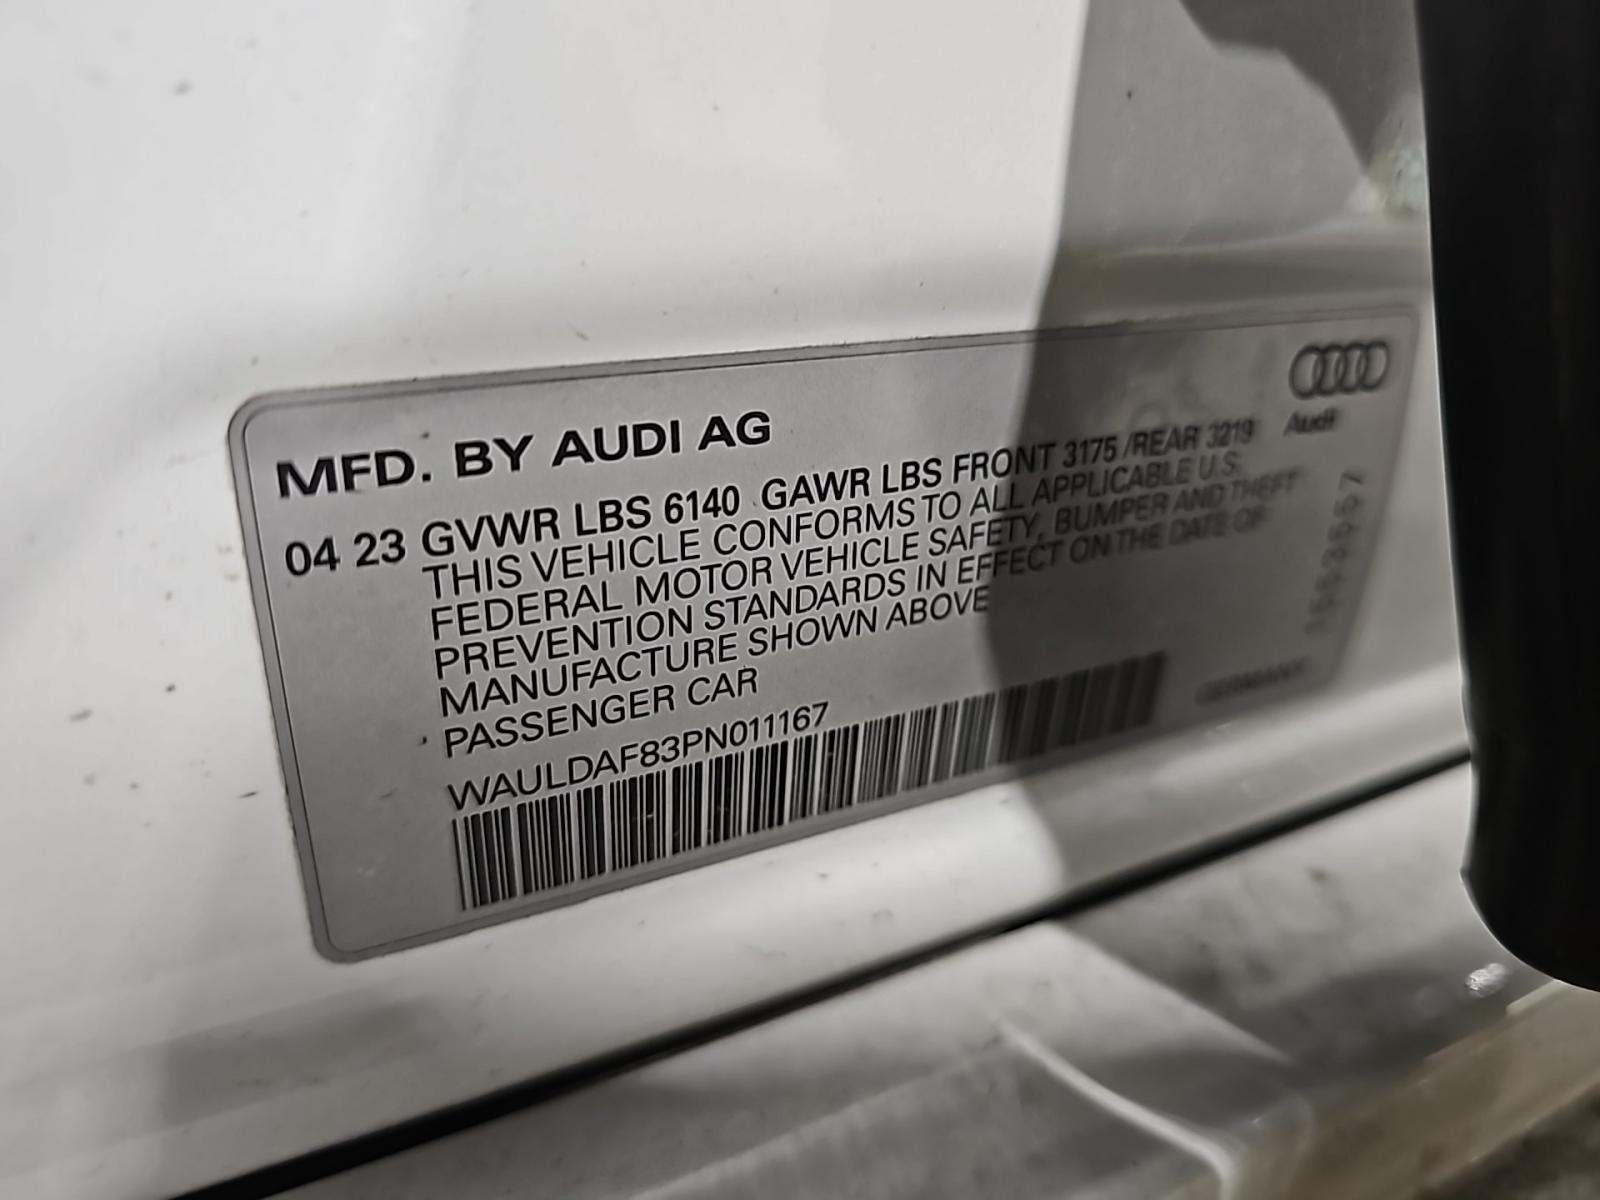 MFD. BY AUDI AG
Audi
04 23 GVWR LBS 6140 GAWR LBS FRONT 3175 /REAR 3219
THIS VEHICLE CONFORMS TO ALL APPLICABLE U.S.
FEDERAL MOTOR VEHICLE SAFETY, BUMPER AND THEFT
PREVENTION STANDARDS IN EFFECT ON THE DATE OF
MANUFACTURE SHOWN ABOVE
PASSENGER CAR
WAULDAF83PN011167
GERMANY